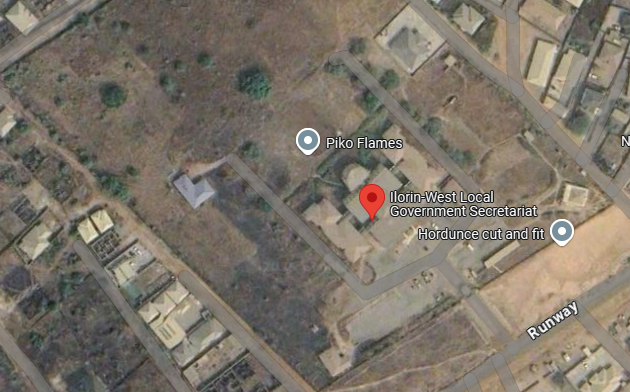 Piko Flames
Ilorin-West Local
Government Secretariat
Hordunce cut and fit
N
Runway